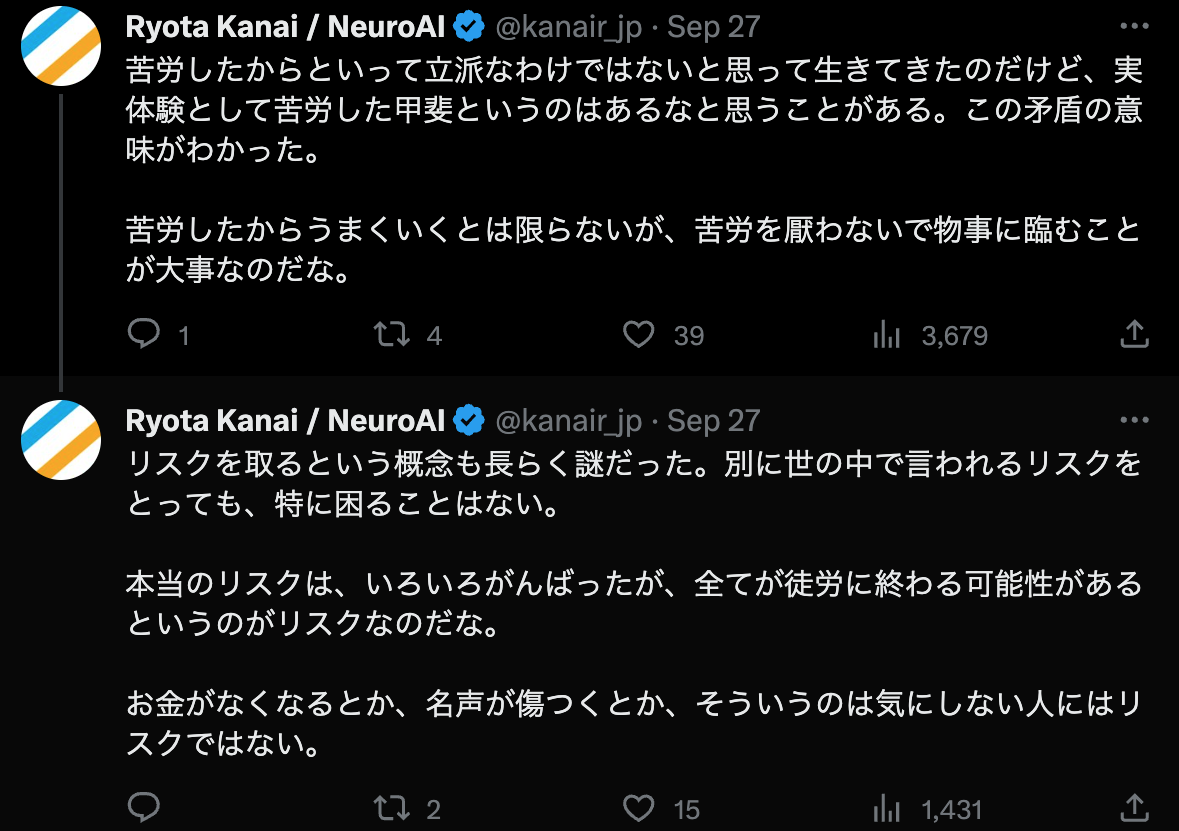 Ryota Kanai / NeuroAI @kanair_jp · Sep 27
苦労したからといって立派なわけではないと思って生きてきたのだけど、実
体験として苦労した甲斐というのはあるなと思うことがある。この矛盾の意
味がわかった。
苦労したからうまくいくとは限らないが、苦労を厭わないで物事に臨むこと
が大事なのだな。
1 4 39 3,679
Ryota Kanai / NeuroAI @kanair_jp · Sep 27
リスクを取るという概念も長らく謎だった。別に世の中で言われるリスクを
とっても、特に困ることはない。
本当のリスクは、いろいろがんばったが、全てが徒労に終わる可能性がある
というのがリスクなのだな。
お金がなくなるとか、名声が傷つくとか、そういうのは気にしない人にはリ
スクではない。
2 15 1,431